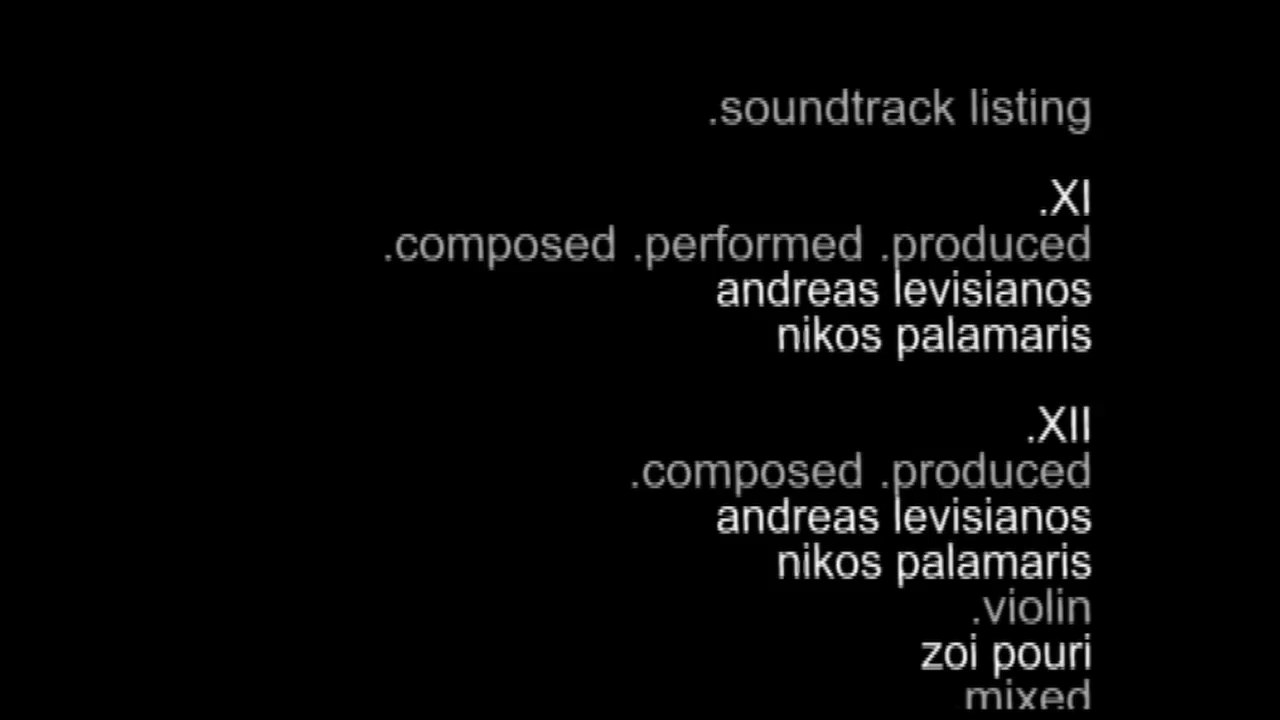 .soundtrack listing
.XI
.composed .performed .produced
andreas levisianos
nikos palamaris
.XII
.composed .produced
andreas levisianos
nikos palamaris
.violin
zoi pouri
mixed